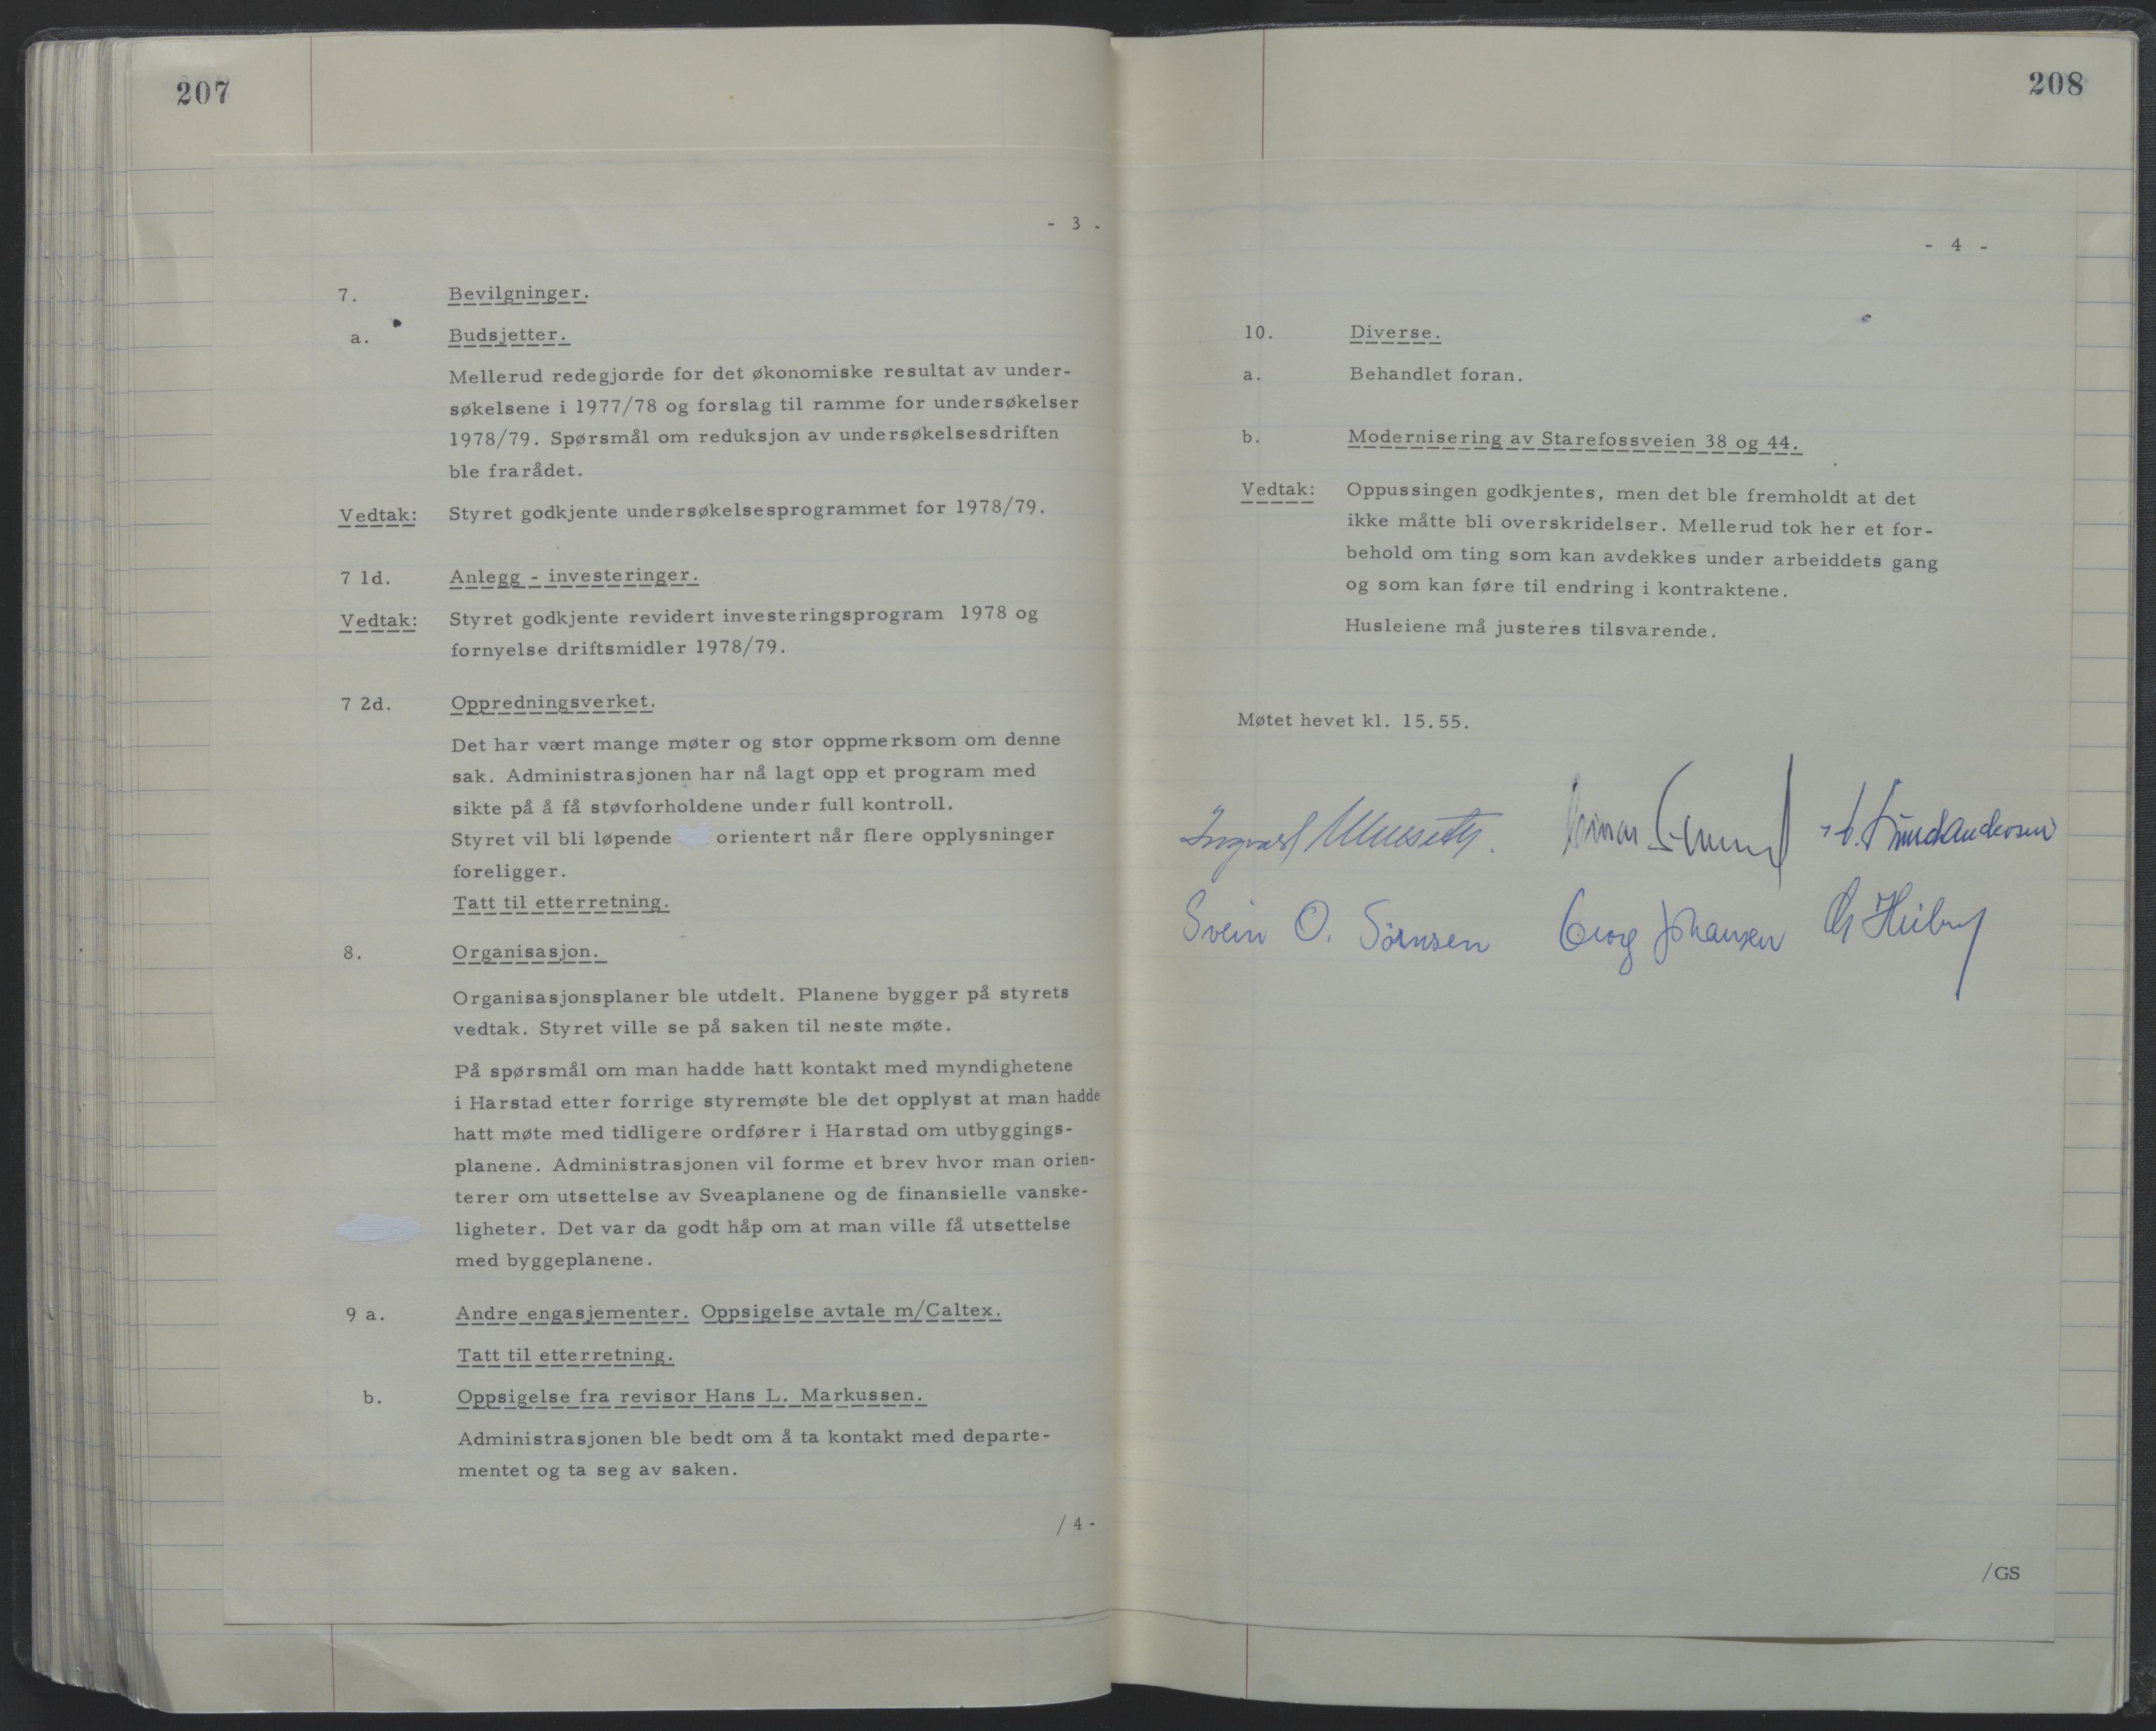 207
- 3 -
7. Bevilgninger.
a. Budsjetter.
Mellerud redegjorde for det økonomiske resultat av under-
søkelsene i 1977/78 og forslag til ramme for undersøkelser
1978/79. Spørsmål om reduksjon av undersøkelsesdriften
ble frarådet.
Vedtak: Styret godkjente undersøkelsesprogrammet for 1978/79.
7 1d. Anlegg - investeringer.
Vedtak: Styret godkjente revidert investeringsprogram 1978 og
fornyelse driftsmidler 1978/79.
7 2d. Oppredningsverket.
Det har vært mange møter og stor oppmerksom om denne
sak. Administrasjonen har nå lagt opp et program med
sikte på å få støvforholdene under full kontroll.
Styret vil bli løpende orientert når flere opplysninger
foreligger.
Tatt til etterretning.
8. Organisasjon.
Organisasjonsplaner ble utdelt. Planene bygger på styrets
vedtak. Styret ville se på saken til neste møte.
På spørsmål om man hadde hatt kontakt med myndighetene
i Harstad etter forrige styremøte ble det opplyst at man hadde
hatt møte med tidligere ordfører i Harstad om utbyggings-
planene. Administrasjonen vil forme et brev hvor man orien-
terer om utsettelse av Sveaplanene og de finansielle vanske-
ligheter. Det var da godt håp om at man ville få utsettelse
med byggeplanene.
9 a. Andre engasjementer. Oppsigelse avtale m/Caltex.
Tatt til etterretning.
b. Oppsigelse fra revisor Hans L. Markussen.
Administrasjonen ble bedt om å ta kontakt med departe-
mentet og ta seg av saken.
/ 4 -
208
- 4 -
10. Diverse.
a. Behandlet foran.
b. Modernisering av Starefossveien 38 og 44.
Vedtak: Oppussingen godkjentes, men det ble fremholdt at det
ikke måtte bli overskridelser. Mellerud tok her et for-
behold om ting som kan avdekkes under arbeiddets gang
og som kan føre til endring i kontraktene.
Husleiene må justeres tilsvarende.
Møtet hevet kl. 15.55.
Ingvald
Svein O. Sörnsen Georg Johansen
/GS